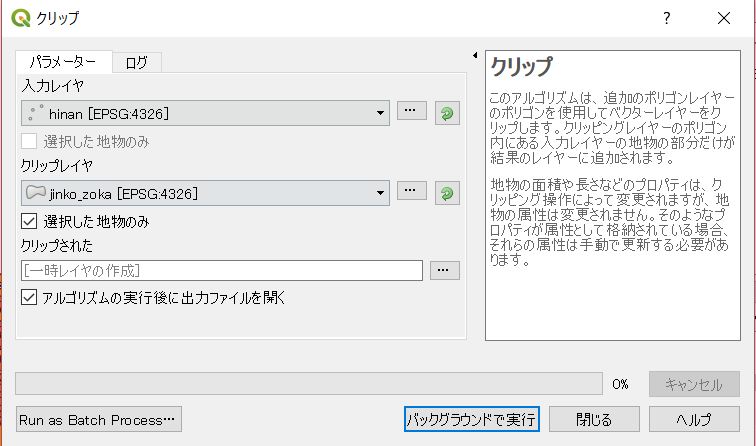 クリップ
パラメーター ログ
入力レイヤ
hinan [EPSG:4326]
選択した地物のみ
クリップレイヤ
jinko_zoka [EPSG:4326]
選択した地物のみ
クリップされた
[一時レイヤの作成]
アルゴリズムの実行後に出力ファイルを開く
クリップ
このアルゴリズムは、追加のポリゴンレイヤー
のポリゴンを使用してベクターレイヤーをク
リップします。クリッピングレイヤーのポリゴン
内にある入力レイヤーの地物の部分だけが
結果のレイヤーに追加されます。
地物の面積や長さなどのプロパティは、ク
リッピング操作によって変更されますが、地
物の属性は変更されません。そのようなプ
ロパティが属性として格納されている場合、
それらの属性は手動で更新する必要があ
ります。
0%
キャンセル
Run as Batch Process…
バックグラウンドで実行
閉じる
ヘルプ